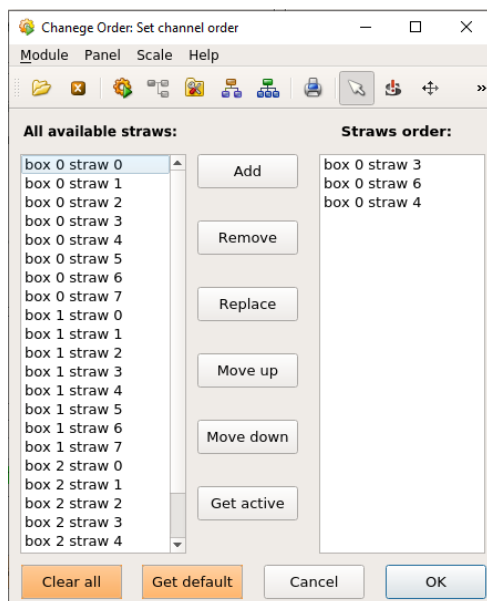 Chanege Order: Set channel order
Module Panel Scale Help
»
All available straws:
Straws order:
box 0 straw 0
box 0 straw 1
box 0 straw 2
box 0 straw 3
box 0 straw 4
box 0 straw 5
box 0 straw 6
box 0 straw 7
box 1 straw 0
box 1 straw 1
box 1 straw 2
box 1 straw 3
box 1 straw 4
box 1 straw 5
box 1 straw 6
box 1 straw 7
box 2 straw 0
box 2 straw 1
box 2 straw 2
box 2 straw 3
box 2 straw 4
Add
Remove
Replace
Move up
Move down
Get active
box 0 straw 3
box 0 straw 6
box 0 straw 4
Clear all
Get default
Cancel
OK